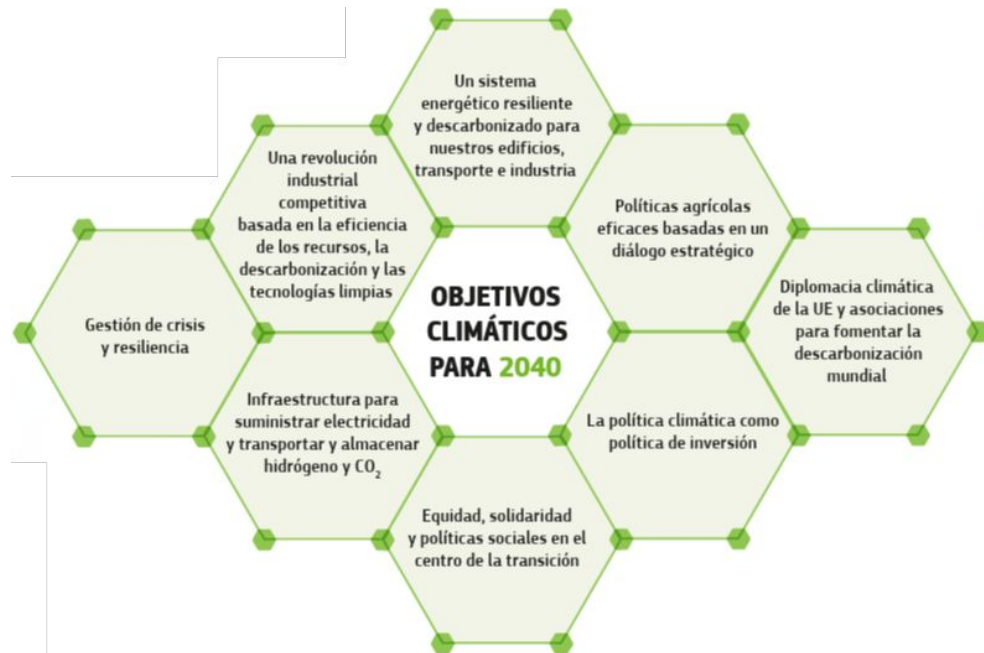 Un sistema
energético resiliente
y descarbonizado para
nuestros edificios,
transporte e industria
Una revolución
industrial
competitiva
basada en la eficiencia
de los recursos, la
descarbonización y las
tecnologías limpias
Políticas agrícolas
eficaces basadas en un
diálogo estratégico
Gestión de crisis
y resiliencia
OBJETIVOS
CLIMÁTICOS
PARA 2040
Diplomacia climática
de la UE y asociaciones
para fomentar la
descarbonización
mundial
Infraestructura para
suministrar electricidad
y transportar y almacenar
hidrógeno y CO₂
La política climática como
política de inversión
Equidad, solidaridad
y políticas sociales en el
centro de la transición